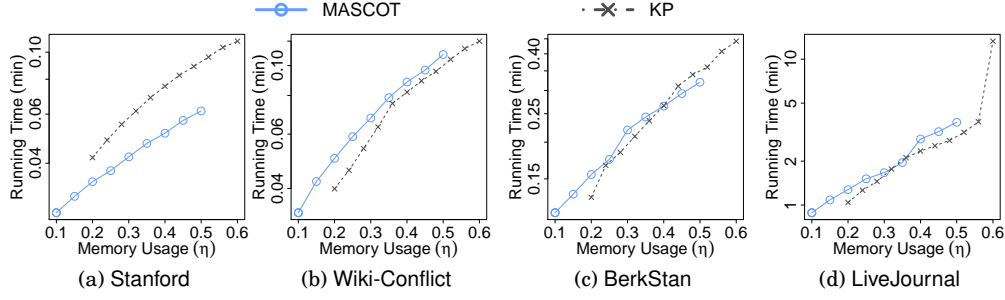 MASCOT KP
Running Time (min)
0.04 0.06 0.10
0.1 0.2 0.3 0.4 0.5 0.6
Memory Usage (η)
(a) Stanford
Running Time (min)
0.04 0.06 0.10
0.1 0.2 0.3 0.4 0.5 0.6
Memory Usage (η)
(b) Wiki-Conflict
Running Time (min)
0.15 0.25 0.40
0.1 0.2 0.3 0.4 0.5 0.6
Memory Usage (η)
(c) BerkStan
Running Time (min)
1 2 5 10
0.1 0.2 0.3 0.4 0.5 0.6
Memory Usage (η)
(d) LiveJournal